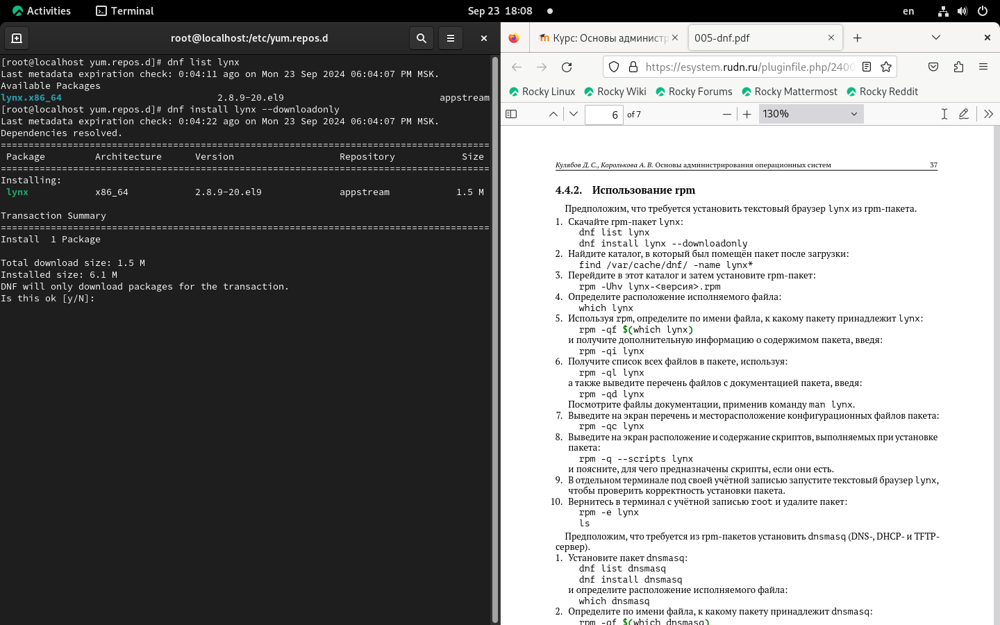 Activities
Terminal
Sep 23 18:08
en
root@localhost:/etc/yum.repos.d
[root@localhost yum.repos.d]# dnf list lynx
Last metadata expiration check: 0:04:11 ago on Mon 23 Sep 2024 06:04:07 PM MSK.
Available Packages
lynx.x86_64 2.8.9-20.el9 appstream
[root@localhost yum.repos.d]# dnf install lynx --downloadonly
Last metadata expiration check: 0:04:22 ago on Mon 23 Sep 2024 06:04:07 PM MSK.
Dependencies resolved.
========================================================================================
Package Architecture Version Repository Size
========================================================================================
Installing:
lynx x86_64 2.8.9-20.el9 appstream 1.5 M
Transaction Summary
========================================================================================
Install 1 Package
Total download size: 1.5 M
Installed size: 6.1 M
DNF will only download packages for the transaction.
Is this ok [y/N]:
Курс: Основы администр
005-dnf.pdf
https://esystem.rudn.ru/pluginfile.php/2400
Rocky Linux
Rocky Wiki
Rocky Forums
Rocky Mattermost
Rocky Reddit
6 of 7
130%
Кулябов Д. С., Королькова А. В. Основы администрирования операционных систем 37
4.4.2. Использование rpm
Предположим, что требуется установить текстовый браузер lynx из rpm-пакета.
1. Скачайте rpm-пакет lynx:
dnf list lynx
dnf install lynx --downloadonly
2. Найдите каталог, в который был помещён пакет после загрузки:
find /var/cache/dnf/ -name lynx*
3. Перейдите в этот каталог и затем установите rpm-пакет:
rpm -Uhv lynx-<версия>.rpm
4. Определите расположение исполняемого файла:
which lynx
5. Используя rpm, определите по имени файла, к какому пакету принадлежит lynx:
rpm -qf $(which lynx)
и получите дополнительную информацию о содержимом пакета, введя:
rpm -qi lynx
6. Получите список всех файлов в пакете, используя:
rpm -ql lynx
а также выведите перечень файлов с документацией пакета, введя:
rpm -qd lynx
Посмотрите файлы документации, применив команду man lynx.
7. Выведите на экран перечень и месторасположение конфигурационных файлов пакета:
rpm -qc lynx
8. Выведите на экран расположение и содержание скриптов, выполняемых при установке
пакета:
rpm -q --scripts lynx
и поясните, для чего предназначены скрипты, если они есть.
9. В отдельном терминале под своей учётной записью запустите текстовый браузер lynx,
чтобы проверить корректность установки пакета.
10. Вернитесь в терминал с учётной записью root и удалите пакет:
rpm -e lynx
ls
Предположим, что требуется из rpm-пакетов установить dnsmasq (DNS-, DHCP- и TFTP-
сервер).
1. Установите пакет dnsmasq:
dnf list dnsmasq
dnf install dnsmasq
и определите расположение исполняемого файла:
which dnsmasq
2. Определите по имени файла, к какому пакету принадлежит dnsmasq:
rpm -qf $(which dnsmasq)